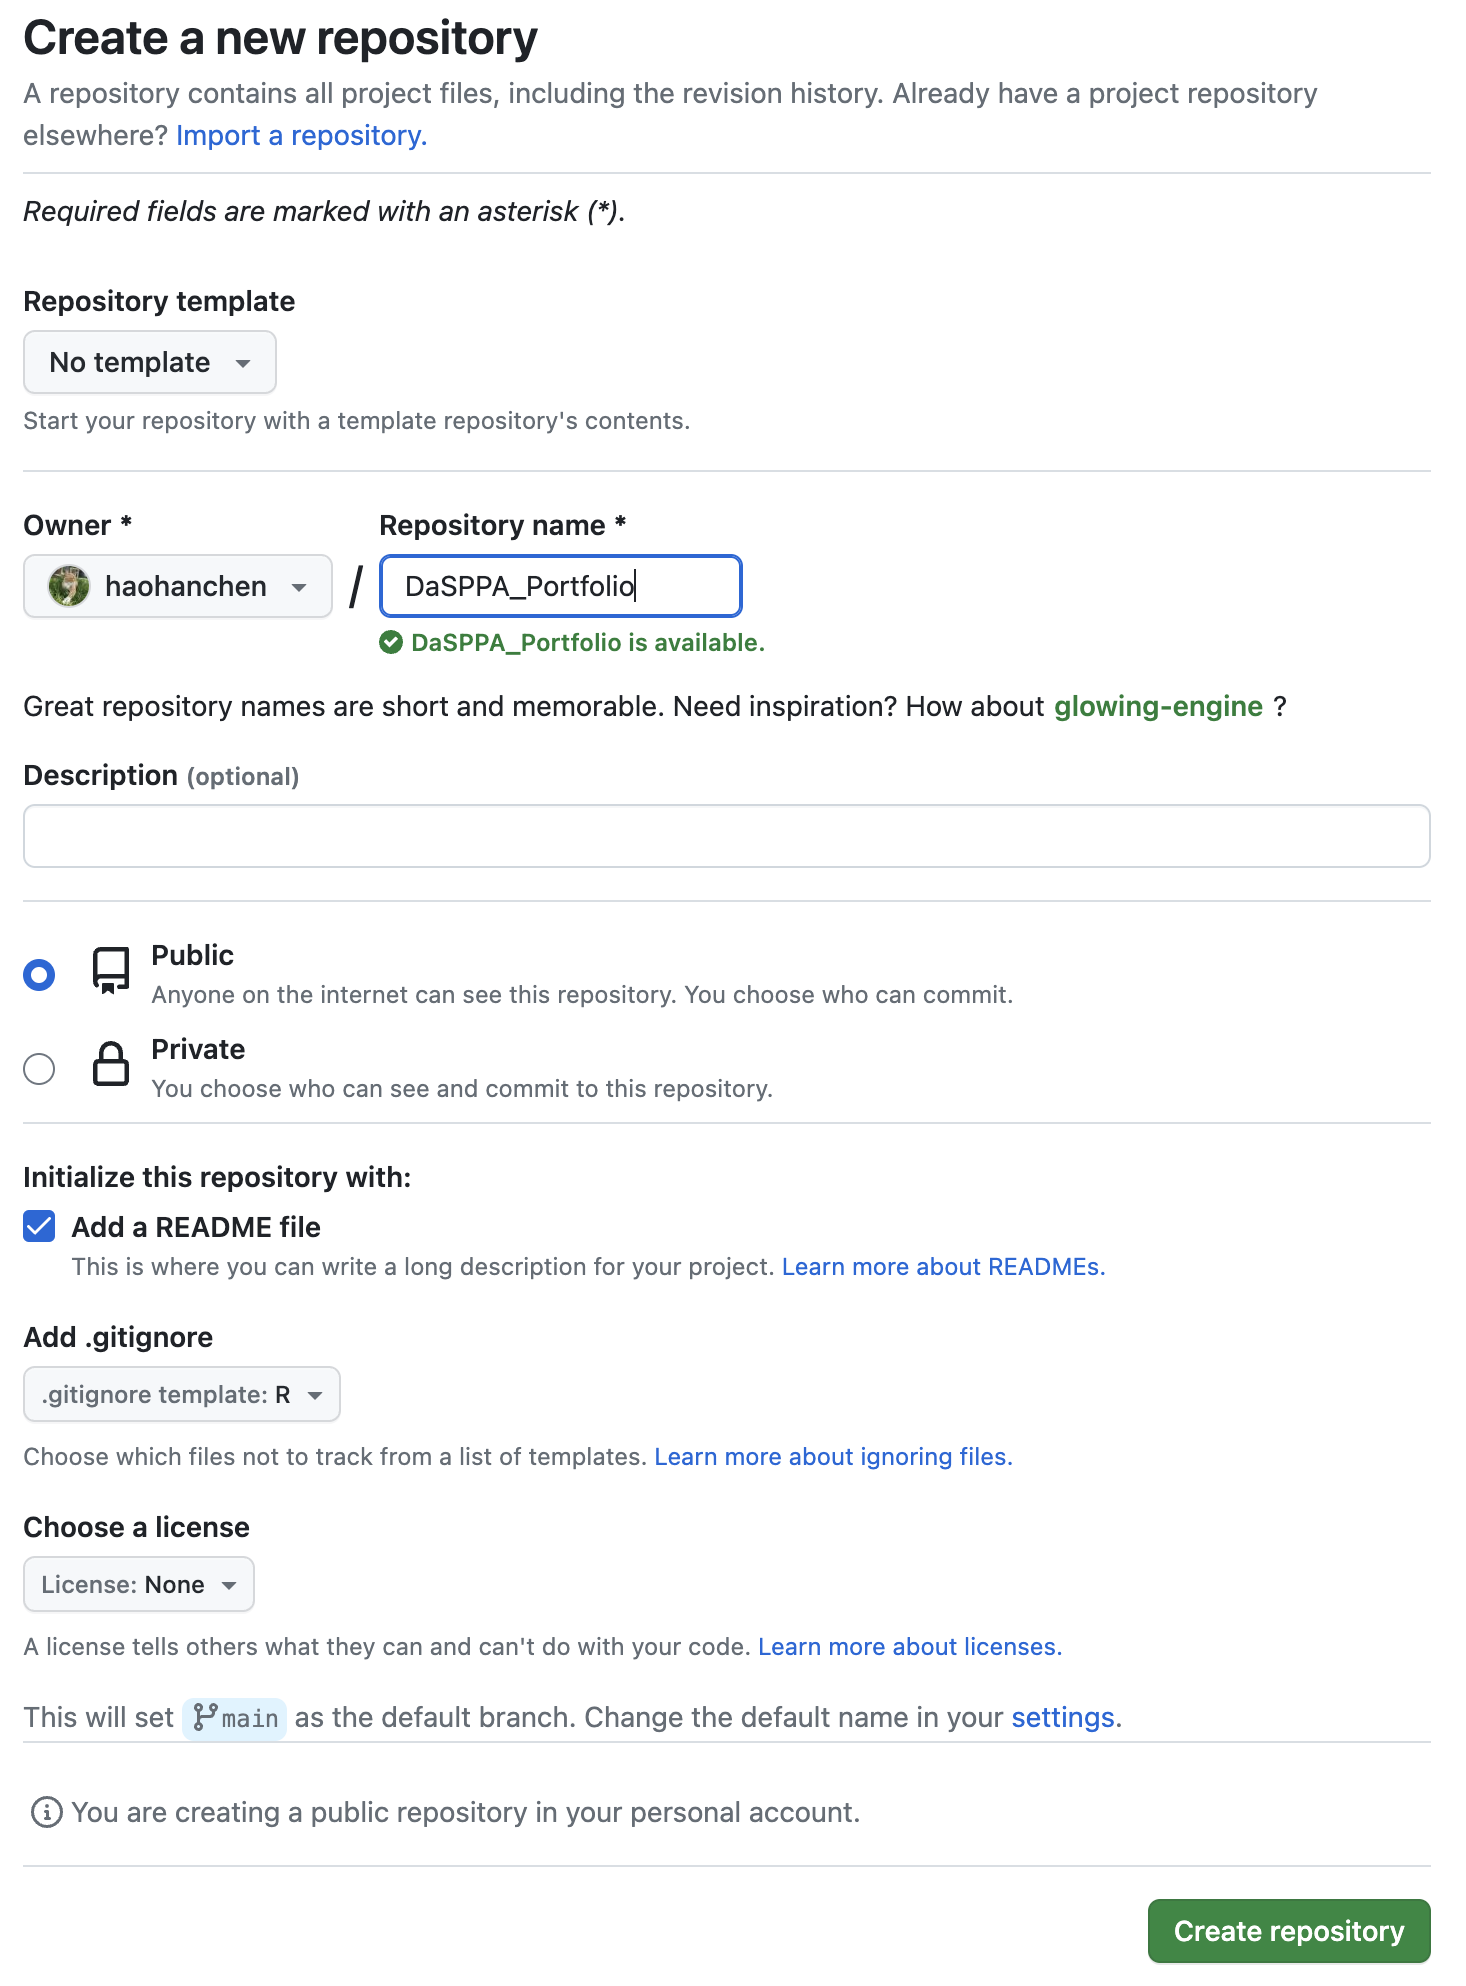 Create a new repository
A repository contains all project files, including the revision history. Already have a project repository
elsewhere? Import a repository.
Required fields are marked with an asterisk (*).
Repository template
No template
Start your repository with a template repository's contents.
Owner *
Repository name *
haohanchen
/
DaSPPA_Portfolio
DaSPPA_Portfolio is available.
Great repository names are short and memorable. Need inspiration? How about glowing-engine ?
Description (optional)
Public
Anyone on the internet can see this repository. You choose who can commit.
Private
You choose who can see and commit to this repository.
Initialize this repository with:
Add a README file
This is where you can write a long description for your project. Learn more about READMEs.
Add .gitignore
.gitignore template: R
Choose which files not to track from a list of templates. Learn more about ignoring files.
Choose a license
License: None
A license tells others what they can and can't do with your code. Learn more about licenses.
This will set main as the default branch. Change the default name in your settings.
You are creating a public repository in your personal account.
Create repository